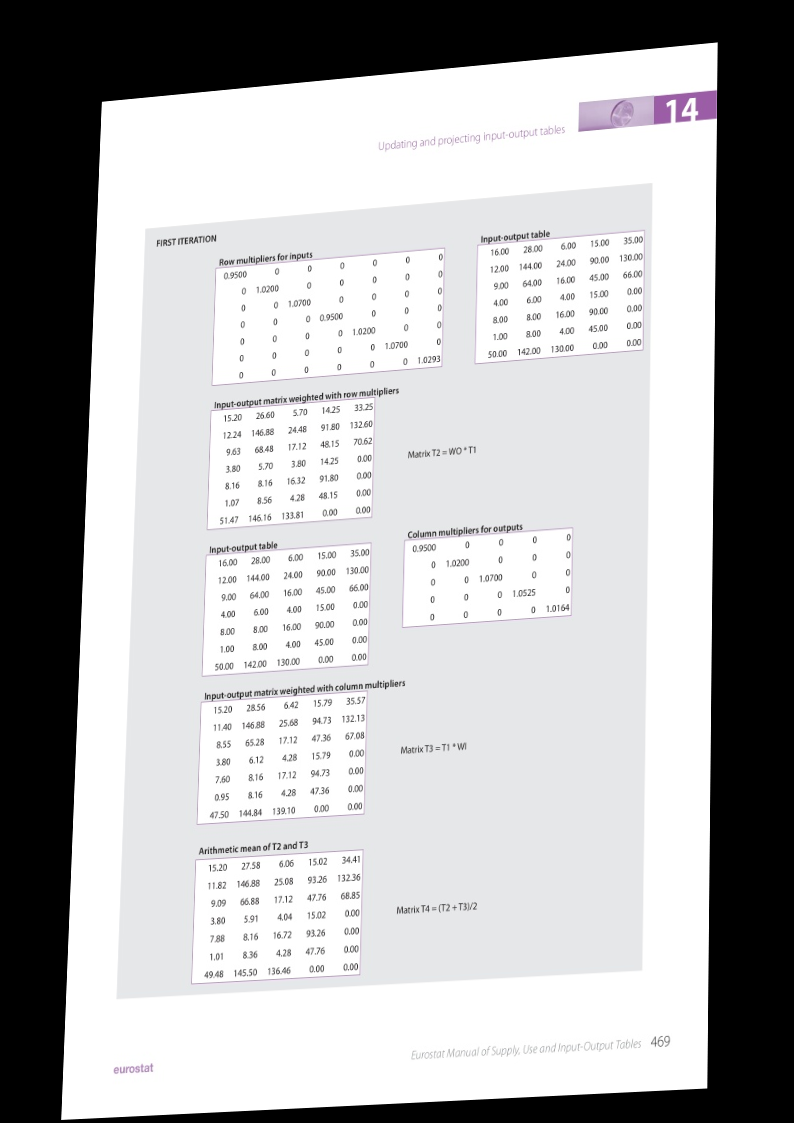 14
Updating and projecting input-output tables
FIRST ITERATION
Row multipliers for inputs
0.9500 0 0 0 0 0 0
0 1.0200 0 0 0 0 0
0 0 1.0700 0 0 0 0
0 0 0 0.9500 0 0 0
0 0 0 0 1.0200 0 0
0 0 0 0 0 1.0700 0
0 0 0 0 0 0 1.0293
Input-output table
16.00 28.00 6.00 15.00 35.00
12.00 144.00 24.00 90.00 130.00
9.00 64.00 16.00 45.00 66.00
4.00 6.00 4.00 15.00 0.00
8.00 8.00 16.00 90.00 0.00
1.00 8.00 4.00 45.00 0.00
50.00 142.00 130.00 0.00 0.00
Input-output matrix weighted with row multipliers
15.20 26.60 5.70 14.25 33.25
12.24 146.88 24.48 91.80 132.60
9.63 68.48 17.12 48.15 70.62
3.80 5.70 3.80 14.25 0.00
8.16 8.16 16.32 91.80 0.00
1.07 8.56 4.28 48.15 0.00
51.47 146.16 133.81 0.00 0.00
Matrix T2 = WO * T1
Input-output table
16.00 28.00 6.00 15.00 35.00
12.00 144.00 24.00 90.00 130.00
9.00 64.00 16.00 45.00 66.00
4.00 6.00 4.00 15.00 0.00
8.00 8.00 16.00 90.00 0.00
1.00 8.00 4.00 45.00 0.00
50.00 142.00 130.00 0.00 0.00
Column multipliers for outputs
0.9500 0 0 0 0
0 1.0200 0 0 0
0 0 1.0700 0 0
0 0 0 1.0525 0
0 0 0 0 1.0164
Input-output matrix weighted with column multipliers
15.20 28.56 6.42 15.79 35.57
11.40 146.88 25.68 94.73 132.13
8.55 65.28 17.12 47.36 67.08
3.80 6.12 4.28 15.79 0.00
7.60 8.16 17.12 94.73 0.00
0.95 8.16 4.28 47.36 0.00
47.50 144.84 139.10 0.00 0.00
Matrix T3 = T1 * WI
Arithmetic mean of T2 and T3
15.20 27.58 6.06 15.02 34.41
11.82 146.88 25.08 93.26 132.36
9.09 66.88 17.12 47.76 68.85
3.80 5.91 4.04 15.02 0.00
7.88 8.16 16.72 93.26 0.00
1.01 8.36 4.28 47.76 0.00
49.48 145.50 136.46 0.00 0.00
Matrix T4 = (T2 + T3)/2
eurostat
Eurostat Manual of Supply, Use and Input-Output Tables 469